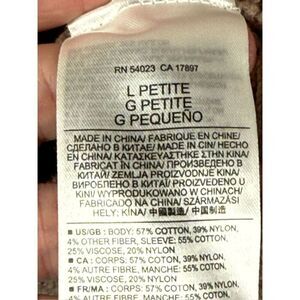 RN 54023 CA 17897
L PETITE
G PETITE
G PEQUEÑO
MADE IN CHINA/ FABRIQUE EN CHINE/
СДЕЛАНО В КИТАЕ/ MADE IN CIN/ HECHO
EN CHINA/ ΚΑΤΑΣΚΕΥΑΣΤΗΚΕ ΣΤΗΝ ΚΙΝΑ/
FABRICAT ÎN CHINA/ ПРОИЗВЕДЕНО В
КИТАЙ/ ZEMLJA PROIZVODNJE KINA/
ВИРОБЛЕНО В КИТАЇ/ PROIZVEDENO U
KINI/ WYPRODUKOWANO W CHINACH/
FABRICADO NA CHINA/ SZÁRMAZÁSI
HELY: KÍNA/ 中國製造/ 中国制造
US/GB : BODY: 57% COTTON, 39% NYLON,
4% OTHER FIBER, SLEEVE: 55% COTTON,
25% VISCOSE, 20% NYLON
CA : CORPS: 57% COTON, 39% NYLON,
4% AUTRE FIBRE, MANCHE: 55% COTON,
25% VISCOSE, 20% NYLON
FR/MA : CORPS: 57% COTON, 39% NYLON,
4% AUTRE FIBRE, MANCHE: 55% COTON,